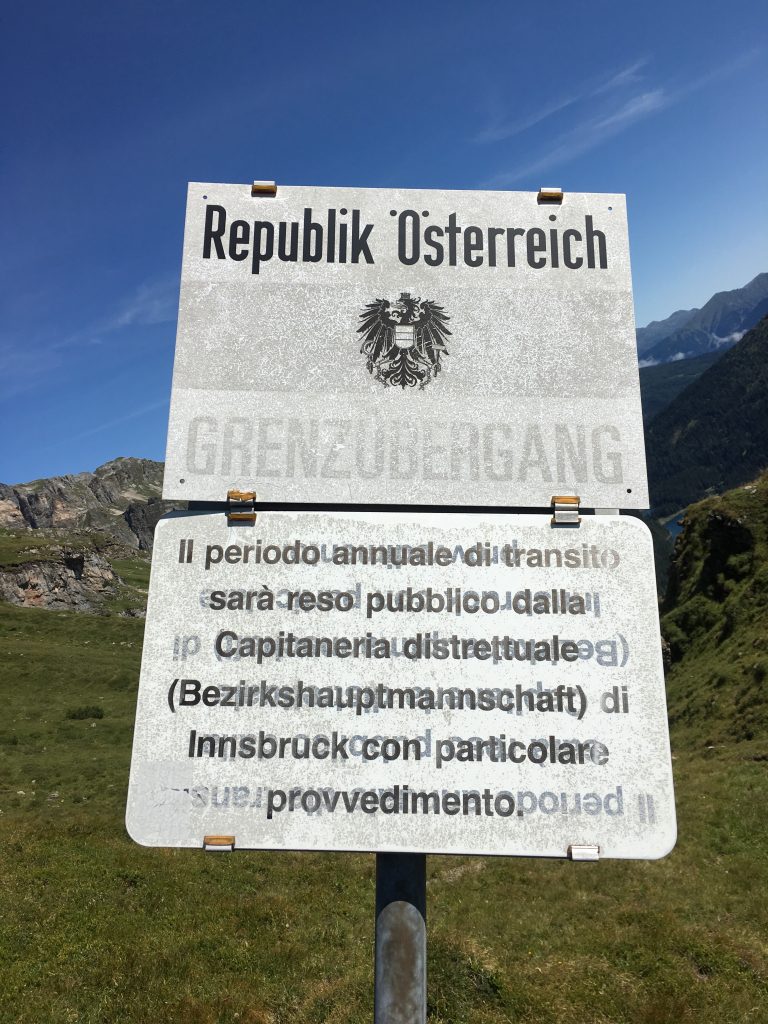 Republik Österreich
GRENZÜBERGANG
Il periodo annuale di transito
sarà reso pubblico dalla
Capitaneria distrettuale
(Bezirkshauptmannschaft) di
Innsbruck con particolare
provvedimento.